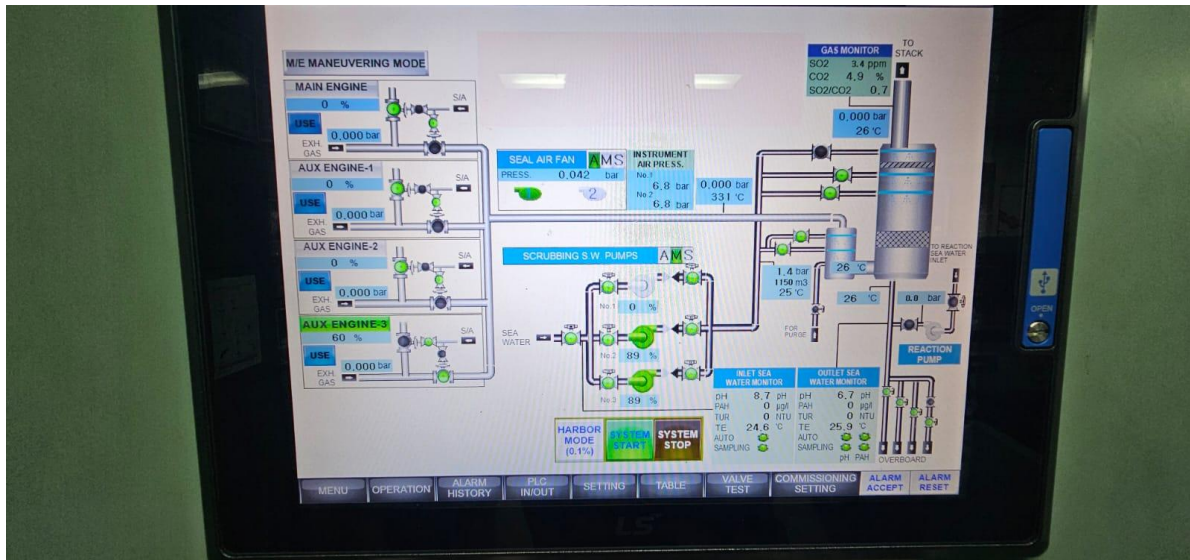 M/E MANEUVERING MODE
MAIN ENGINE
0 %
S/A
USE
0,000 bar
EXH.
GAS
AUX ENGINE-1
0 %
S/A
USE
0,000 bar
EXH.
GAS
AUX ENGINE-2
0 %
S/A
USE
0,000 bar
EXH.
GAS
AUX ENGINE-3
60 %
S/A
USE
0,000 bar
EXH.
GAS
SEAL AIR FAN A M S
PRESS. 0,042 bar
1 2
INSTRUMENT
AIR PRESS.
No.1
6,8 bar
No.2
6,8 bar
0,000 bar
331 ℃
GAS MONITOR
SO2 3.4 ppm
CO2 4,9 %
SO2/CO2 0,7
TO
STACK
0,000 bar
26 ℃
SCRUBBING S.W PUMPS A M S
SEA
WATER
No.1 0 %
No.2 89 %
No.3 89 %
1,4 bar
1150 m3
25 ℃
26 ℃
26 ℃
0.0 bar
TO REACTION
SEA WATER
INLET
FOR
PURGE
REACTION
PUMP
INLET SEA
WATER MONITOR
pH 8,7 pH
PAH 0 µg/l
TUR 0 NTU
TE 24,6 ℃
AUTO
SAMPLING
OUTLET SEA
WATER MONITOR
pH 6,7 pH
PAH 0 µg/l
TUR 0 NTU
TE 25,9 ℃
AUTO
SAMPLING
pH PAH
OVERBOARD
HARBOR
MODE
(0.1%)
SYSTEM
START
SYSTEM
STOP
MENU
OPERATION
ALARM
HISTORY
PLC
IN/OUT
SETTING
TABLE
VALVE
TEST
COMMISSIONING
SETTING
ALARM
ACCEPT
ALARM
RESET
OPEN
LS